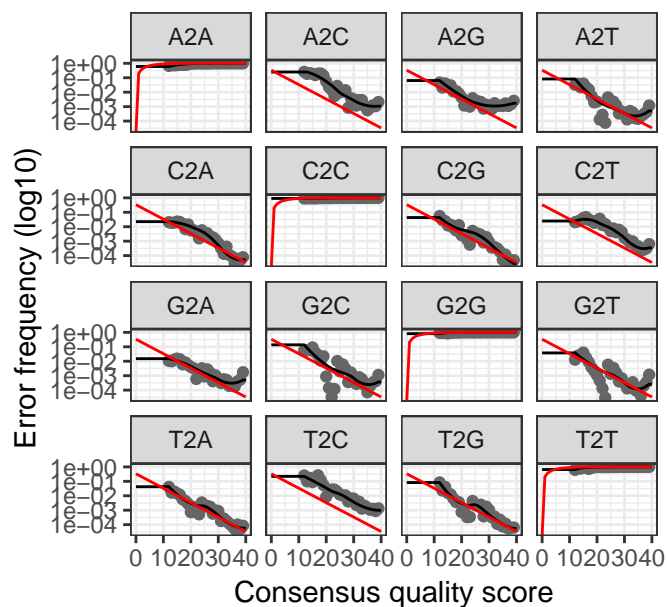 A2A A2C A2G A2T
1e+00
1e-01
1e-03
1e-04
C2A C2C C2G C2T
1e+00
1e-01
1e-02
1e-03
1e-04
G2A G2C G2G G2T
1e+00
1e-01
1e-02
1e-03
1e-04
T2A T2C T2G T2T
1e+00
1e-01
1e-02
1e-03
1e-04
0 10203040 0 10203040 0 10203040 0 10203040
Consensus quality score
Error frequency (log10)